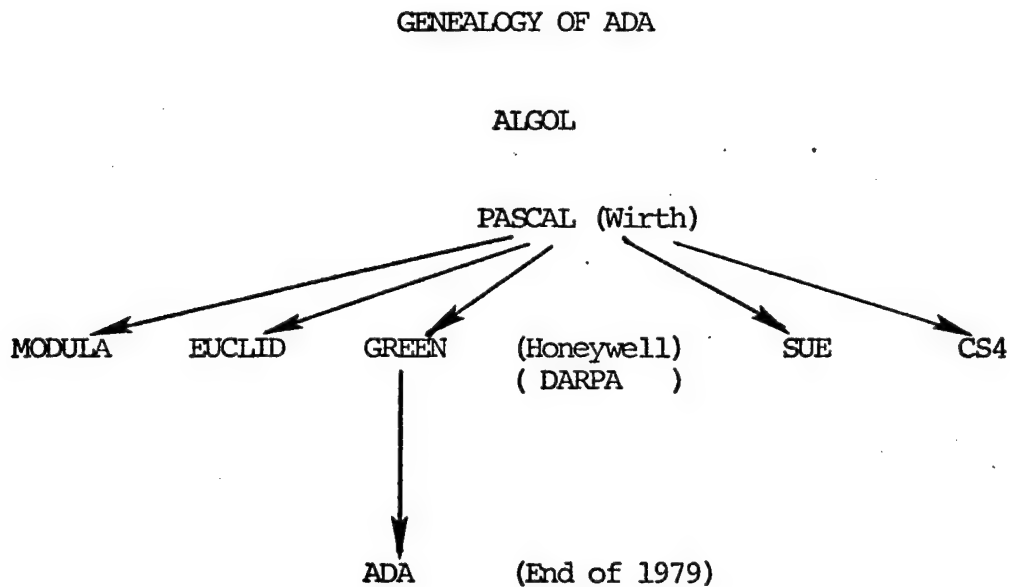 GENEALOGY OF ADA
ALGOL
PASCAL (Wirth)
MODULA EUCLID GREEN (Honeywell) SUE CS4
( DARPA )
ADA (End of 1979)